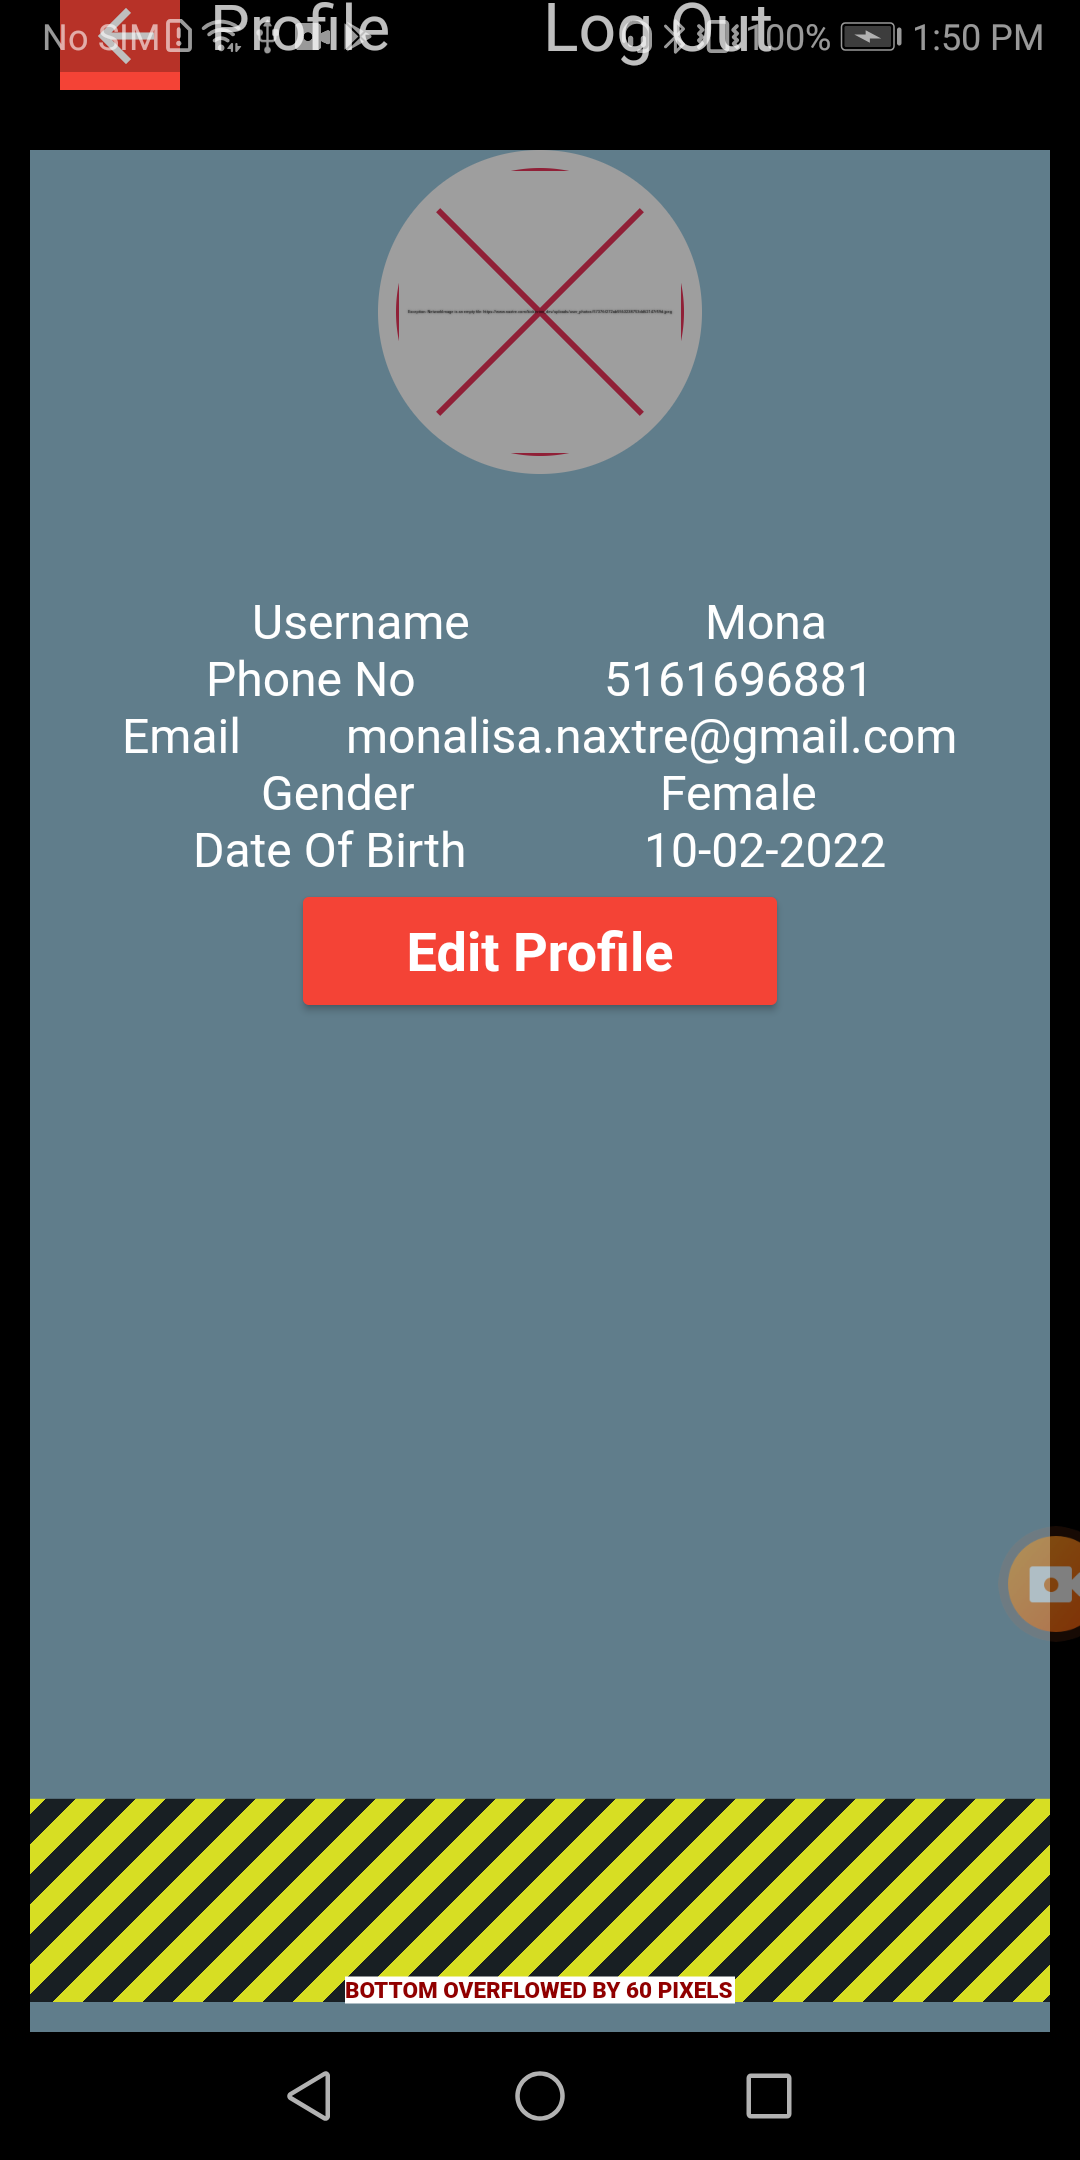 No SIM 100% 1:50 PM
Profile Log Out
Username Mona
Phone No 5161696881
Email monalisa.naxtre@gmail.com
Gender Female
Date Of Birth 10-02-2022
Edit Profile
BOTTOM OVERFLOWED BY 60 PIXELS